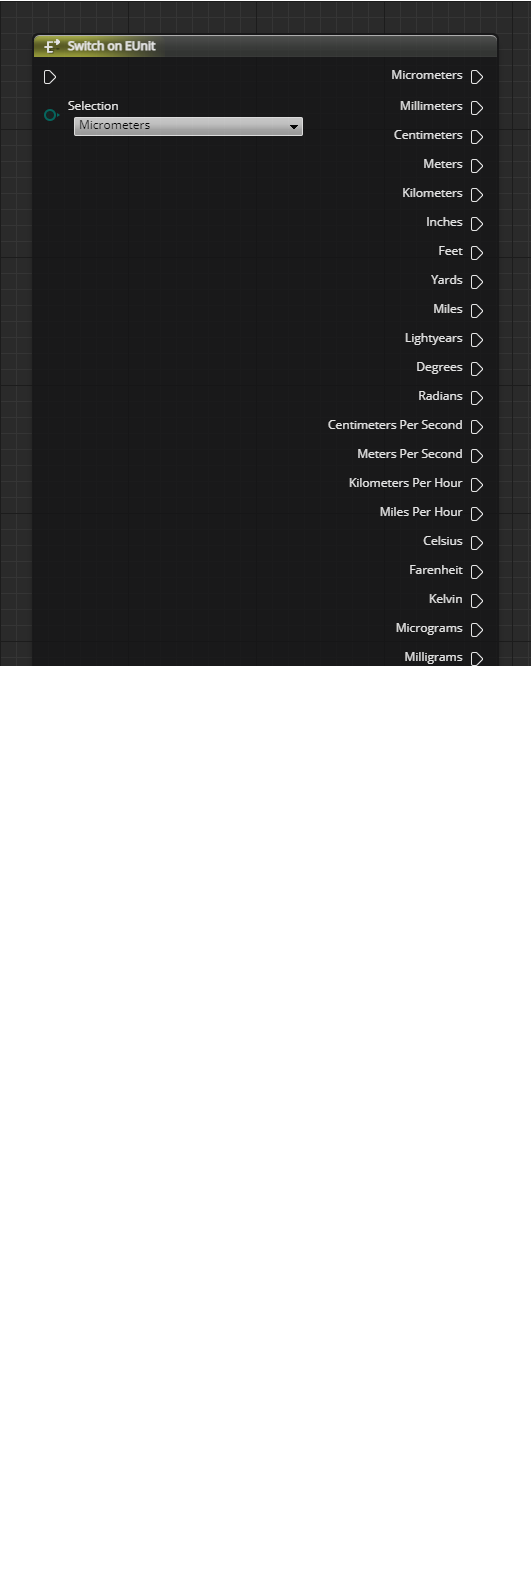 Switch on EUnit
Micrometers
Selection
Micrometers
Millimeters
Centimeters
Meters
Kilometers
Inches
Feet
Yards
Miles
Lightyears
Degrees
Radians
Centimeters Per Second
Meters Per Second
Kilometers Per Hour
Miles Per Hour
Celsius
Farenheit
Kelvin
Micrograms
Milligrams